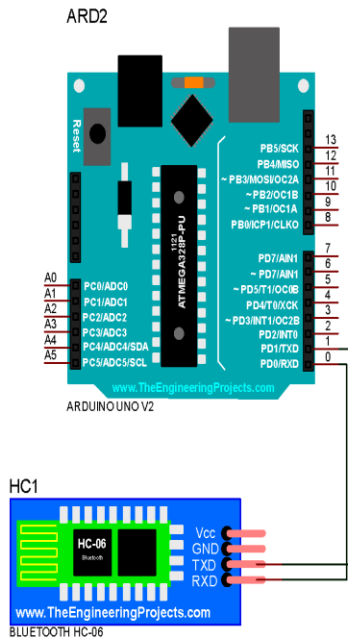 ARD2
Reset
PB5/SCK 13
PB4/MISO 12
~PB3/MOSI/OC2A 11
~PB2/OC1B 10
~PB1/OC1A 9
PB0/ICP1/CLKO 8
1121
ATMEGA328P-PU
PD7/AIN1 7
~PD7/AIN1 6
~PD5/T1/OC0B 5
PD4/T0/XCK 4
~PD3/INT1/OC2B 3
PD2/INT0 2
PD1/TXD 1
PD0/RXD 0
A0 PC0/ADC0
A1 PC1/ADC1
A2 PC2/ADC2
A3 PC3/ADC3
A4 PC4/ADC4/SDA
A5 PC5/ADC5/SCL
www.TheEngineeringProjects.com
ARDUINO UNO V2
HC1
HC-06
Bluetooth
Vcc
GND
TXD
RXD
www.TheEngineeringProjects.com
BLUETOOTH HC-06